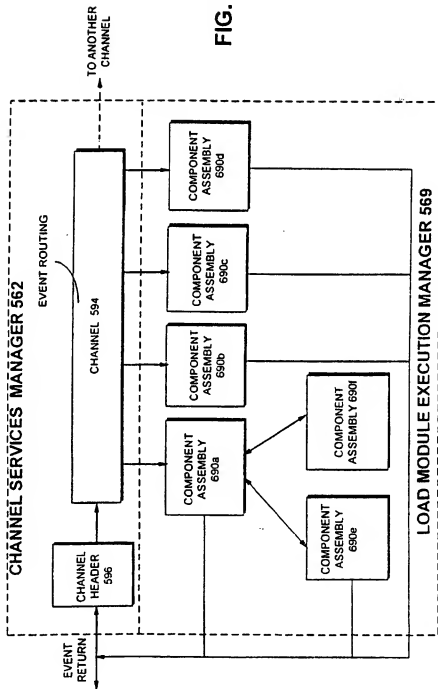 FIG.
CHANNEL SERVICES MANAGER 562
EVENT ROUTING
TO ANOTHER
CHANNEL
EVENT
RETURN
CHANNEL
HEADER
596
CHANNEL 594
COMPONENT
ASSEMBLY
690a
COMPONENT
ASSEMBLY
690b
COMPONENT
ASSEMBLY
690c
COMPONENT
ASSEMBLY
690d
COMPONENT
ASSEMBLY
690e
COMPONENT
ASSEMBLY 690f
LOAD MODULE EXECUTION MANAGER 569